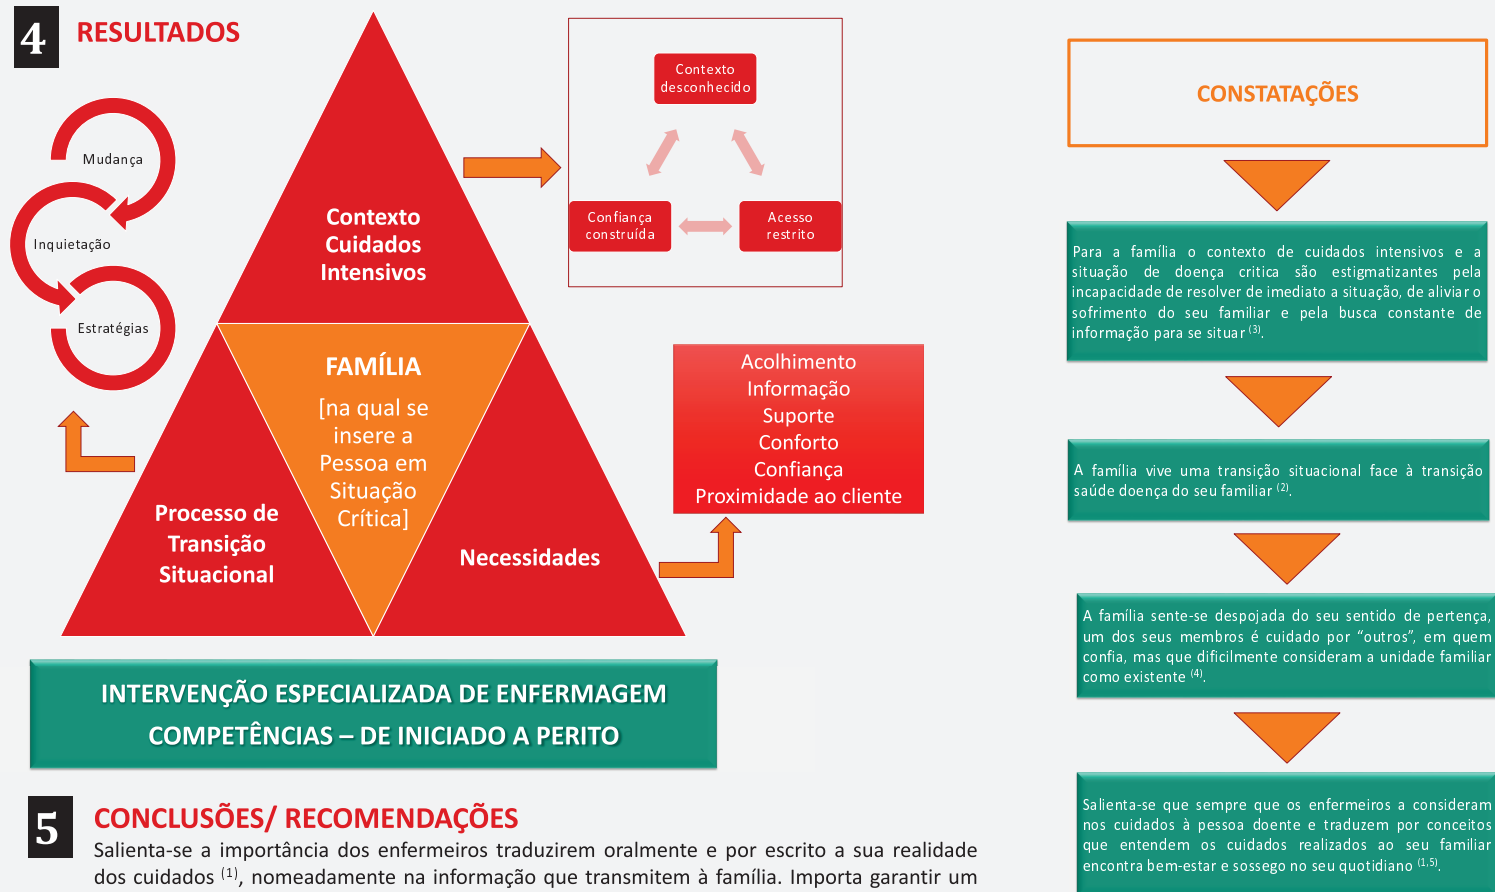 4 RESULTADOS
Mudança
Inquietação
Estratégias
Contexto
Cuidados
Intensivos
Contexto
desconhecido
Confiança
construída
Acesso
restrito
FAMÍLIA
[na qual se
insere a
Pessoa em
Situação
Crítica]
Processo de
Transição
Situacional
Necessidades
Acolhimento
Informação
Suporte
Conforto
Confiança
Proximidade ao cliente
INTERVENÇÃO ESPECIALIZADA DE ENFERMAGEM
COMPETÊNCIAS – DE INICIADO A PERITO
CONSTATAÇÕES
Para a família o contexto de cuidados intensivos e a
situação de doença critica são estigmatizantes pela
incapacidade de resolver de imediato a situação, de aliviar o
sofrimento do seu familiar e pela busca constante de
informação para se situar (3).
A família vive uma transição situacional face à transição
saúde doença do seu familiar (2).
A família sente-se despojada do seu sentido de pertença,
um dos seus membros é cuidado por “outros”, em quem
confia, mas que dificilmente consideram a unidade familiar
como existente (4).
Salienta-se que sempre que os enfermeiros a consideram
nos cuidados à pessoa doente e traduzem por conceitos
que entendem os cuidados realizados ao seu familiar
encontra bem-estar e sossego no seu quotidiano (1,5).
5 CONCLUSÕES/ RECOMENDAÇÕES
Salienta-se a importância dos enfermeiros traduzirem oralmente e por escrito a sua realidade
dos cuidados (1), nomeadamente na informação que transmitem à família. Importa garantir um